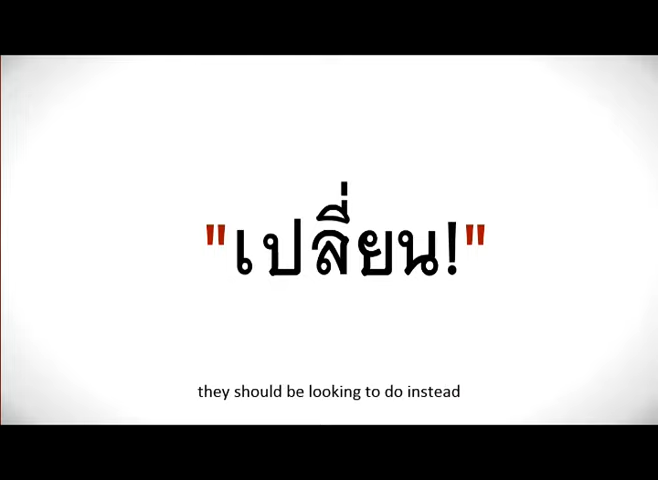 "เปลี่ยน!"
they should be looking to do instead